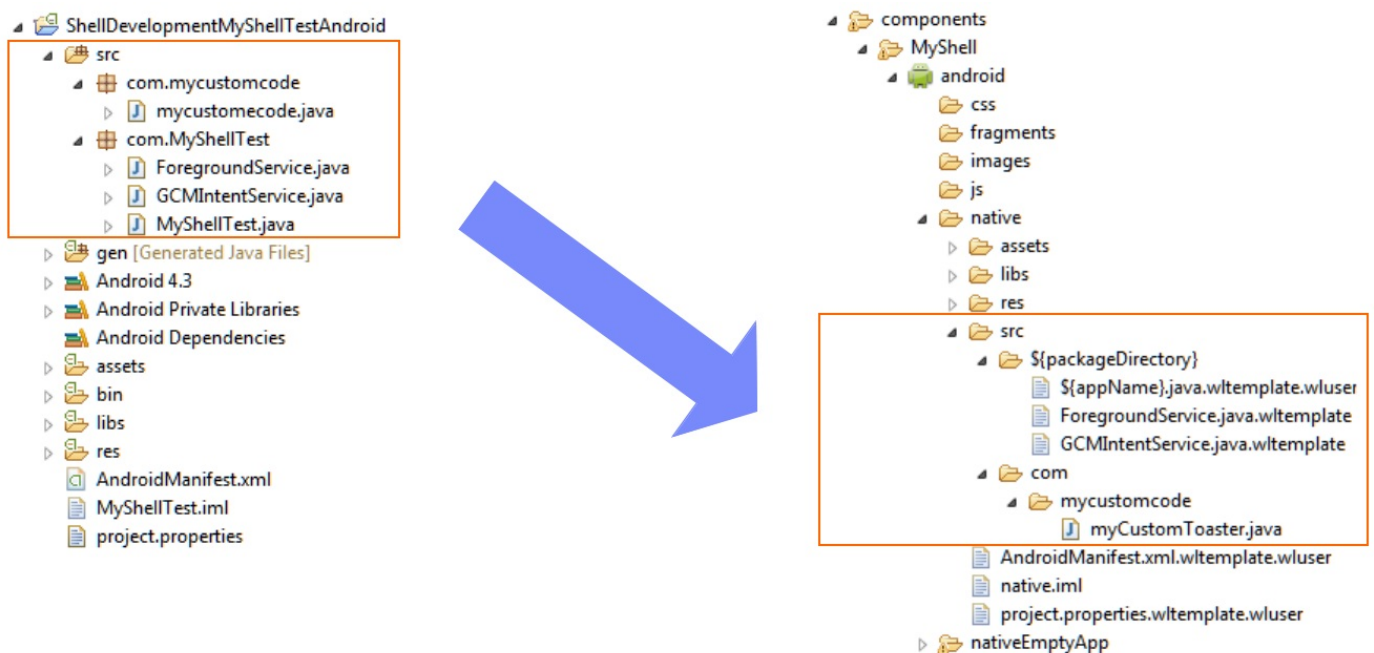 ShellDevelopmentMyShellTestAndroid
src
com.mycustomcode
mycustomecode.java
com.MyShellTest
ForegroundService.java
GCMIntentService.java
MyShellTest.java
gen [Generated Java Files]
Android 4.3
Android Private Libraries
Android Dependencies
assets
bin
libs
res
AndroidManifest.xml
MyShellTest.iml
project.properties
components
MyShell
android
css
fragments
images
js
native
assets
libs
res
src
${packageDirectory}
${appName}.java.wltemplate.wluser
ForegroundService.java.wltemplate
GCMIntentService.java.wltemplate
com
mycustomcode
myCustomToaster.java
AndroidManifest.xml.wltemplate.wluser
native.iml
project.properties.wltemplate.wluser
nativeEmptyApp